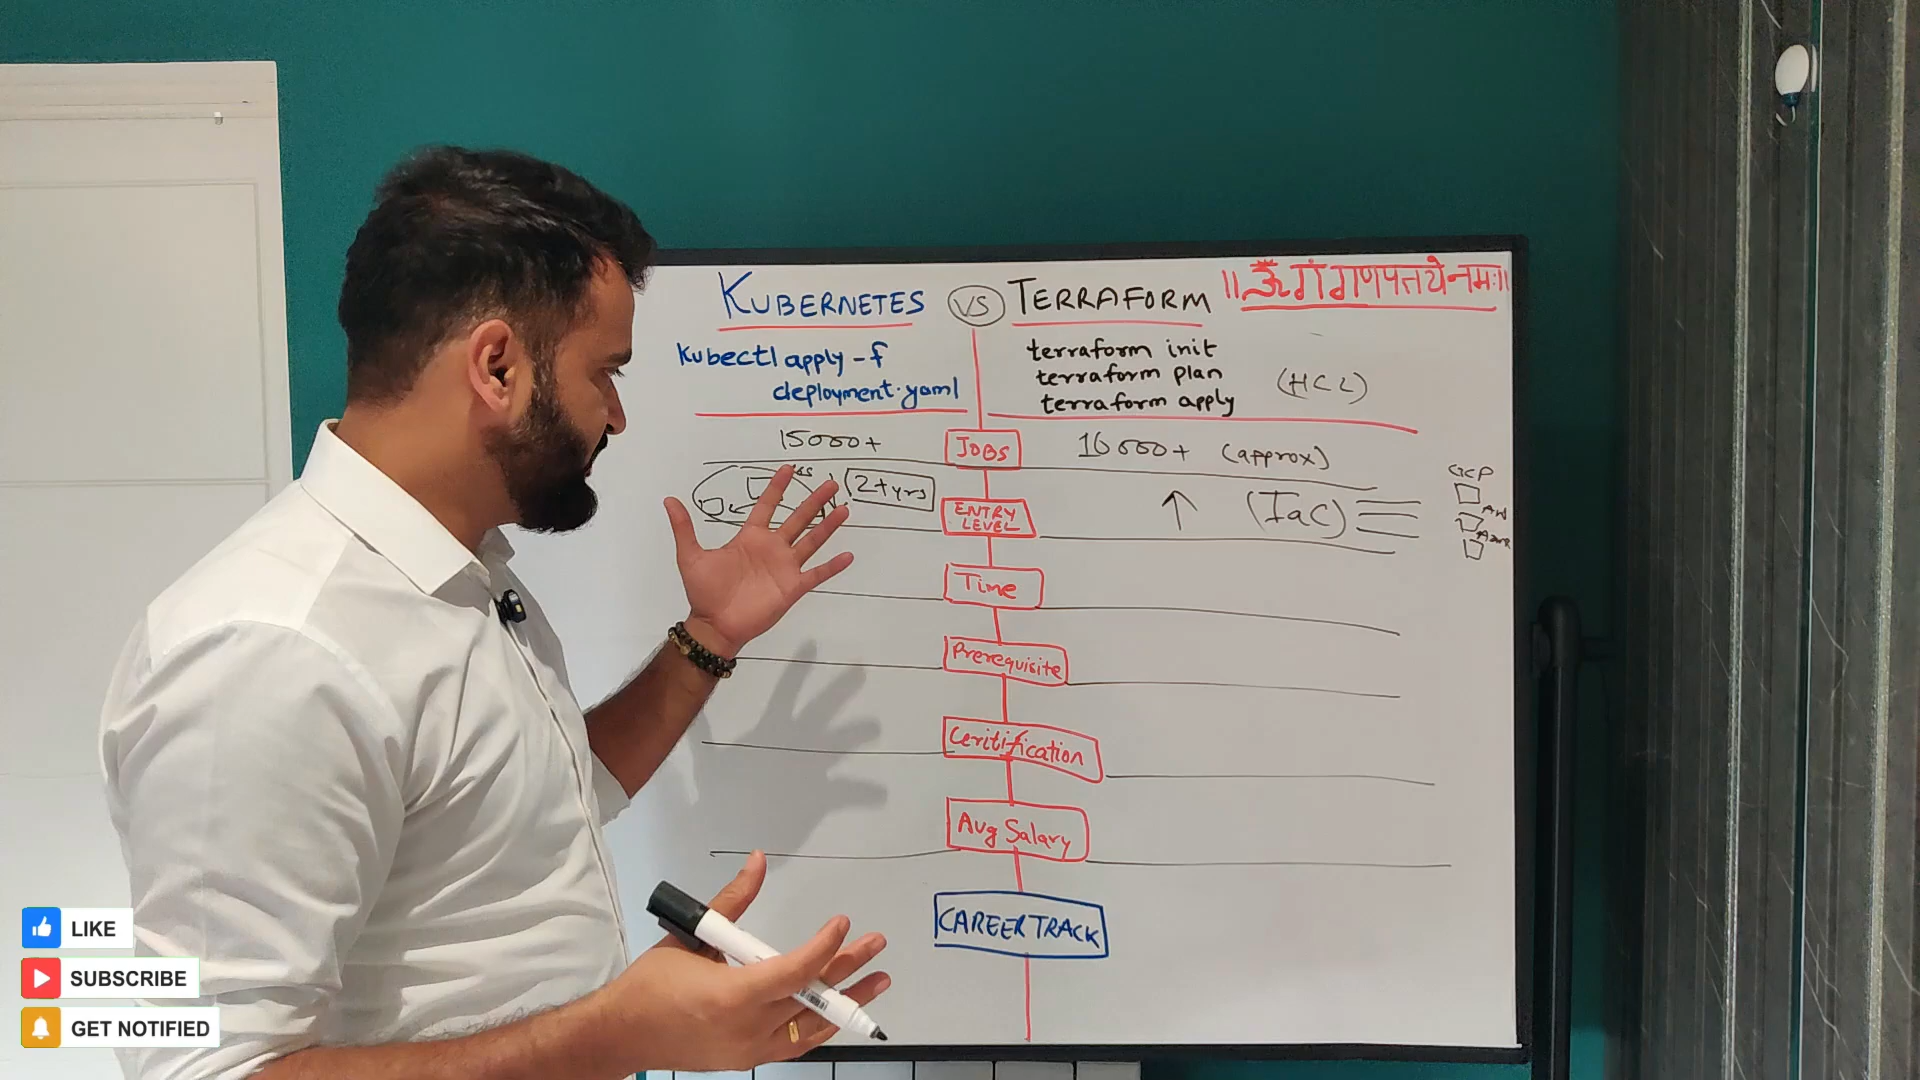 KUBERNETES VS TERRAFORM ||ॐ गं गणपतये नमः||
kubectl apply -f
deployment.yaml
terraform init
terraform plan
terraform apply
(HCL)
15000+ JOBS 10000+ (approx)
2+yrs ENTRY LEVEL ↑ (IaC)
GCP
Time
Prerequisite
Ceritification
Avg Salary
CAREER TRACK
LIKE
SUBSCRIBE
GET NOTIFIED